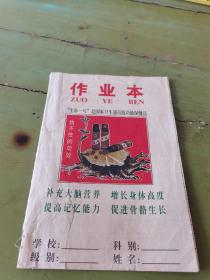 作业本
ZUO YE BEN
补充大脑营养 增长身体高度
提高记忆能力 促进骨骼生长
学校:
科别:
级别:
姓名: